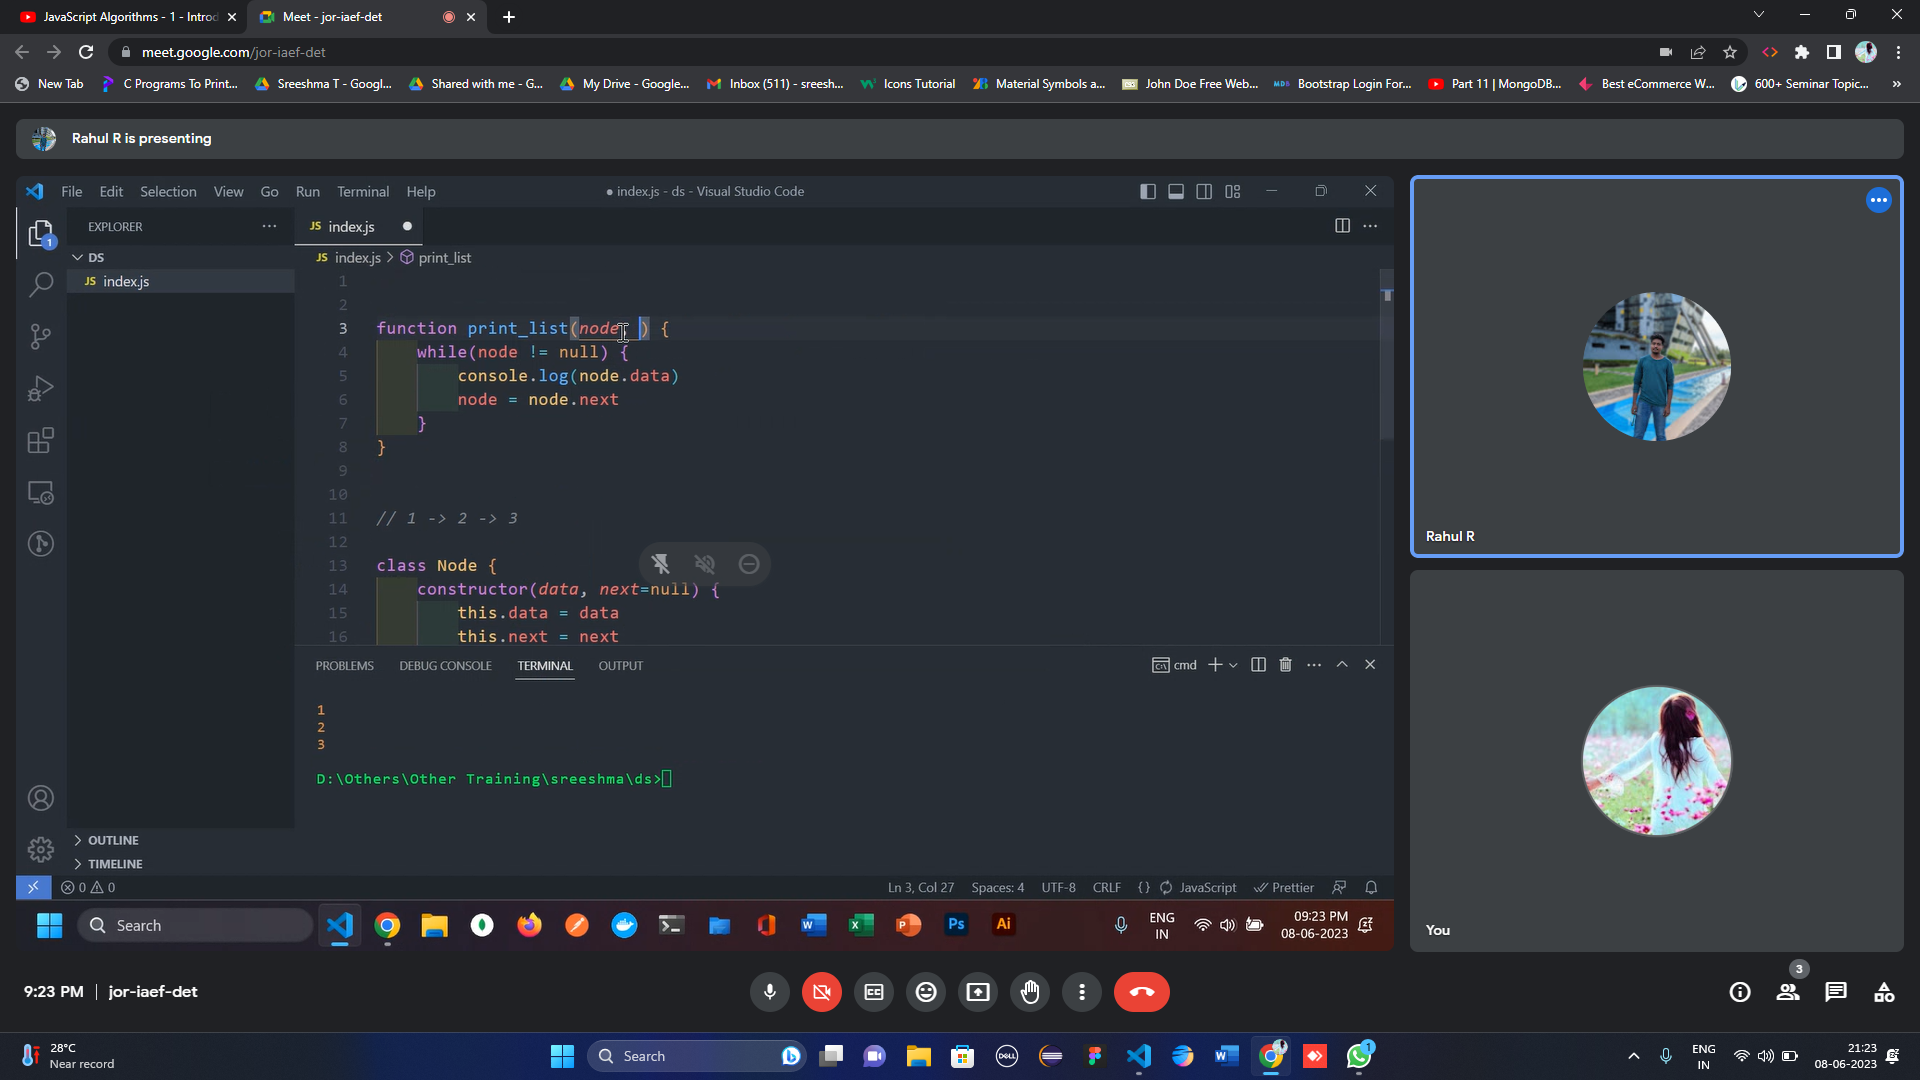 JavaScript Algorithms - 1 - Introd
Meet - jor-iaef-det
meet.google.com/jor-iaef-det
New Tab
C Programs To Print...
Sreeshma T - Googl...
Shared with me - G...
My Drive - Google...
Inbox (511) - sreesh...
Icons Tutorial
Material Symbols a...
John Doe Free Web...
Bootstrap Login For...
Part 11 | MongoDB...
Best eCommerce W...
600+ Seminar Topic...
Rahul R is presenting
File Edit Selection View Go Run Terminal Help
● index.js - ds - Visual Studio Code
EXPLORER
JS index.js
DS
JS index.js > print_list
JS index.js
1
2
3 function print_list(node, ) {
4 while(node != null) {
5 console.log(node.data)
6 node = node.next
7 }
8 }
9
10
11 // 1 -> 2 -> 3
12
13 class Node {
14 constructor(data, next=null) {
15 this.data = data
16 this.next = next
PROBLEMS DEBUG CONSOLE TERMINAL OUTPUT
cmd
1
2
3
D:\Others\Other Training\sreeshma\ds>
OUTLINE
TIMELINE
0 0
Ln 3, Col 27 Spaces: 4 UTF-8 CRLF {} JavaScript Prettier
Search
Ps
Ai
ENG
IN
09:23 PM
08-06-2023
Rahul R
You
9:23 PM | jor-iaef-det
3
28°C
Near record
Search
DELL
1
ENG
IN
21:23
08-06-2023